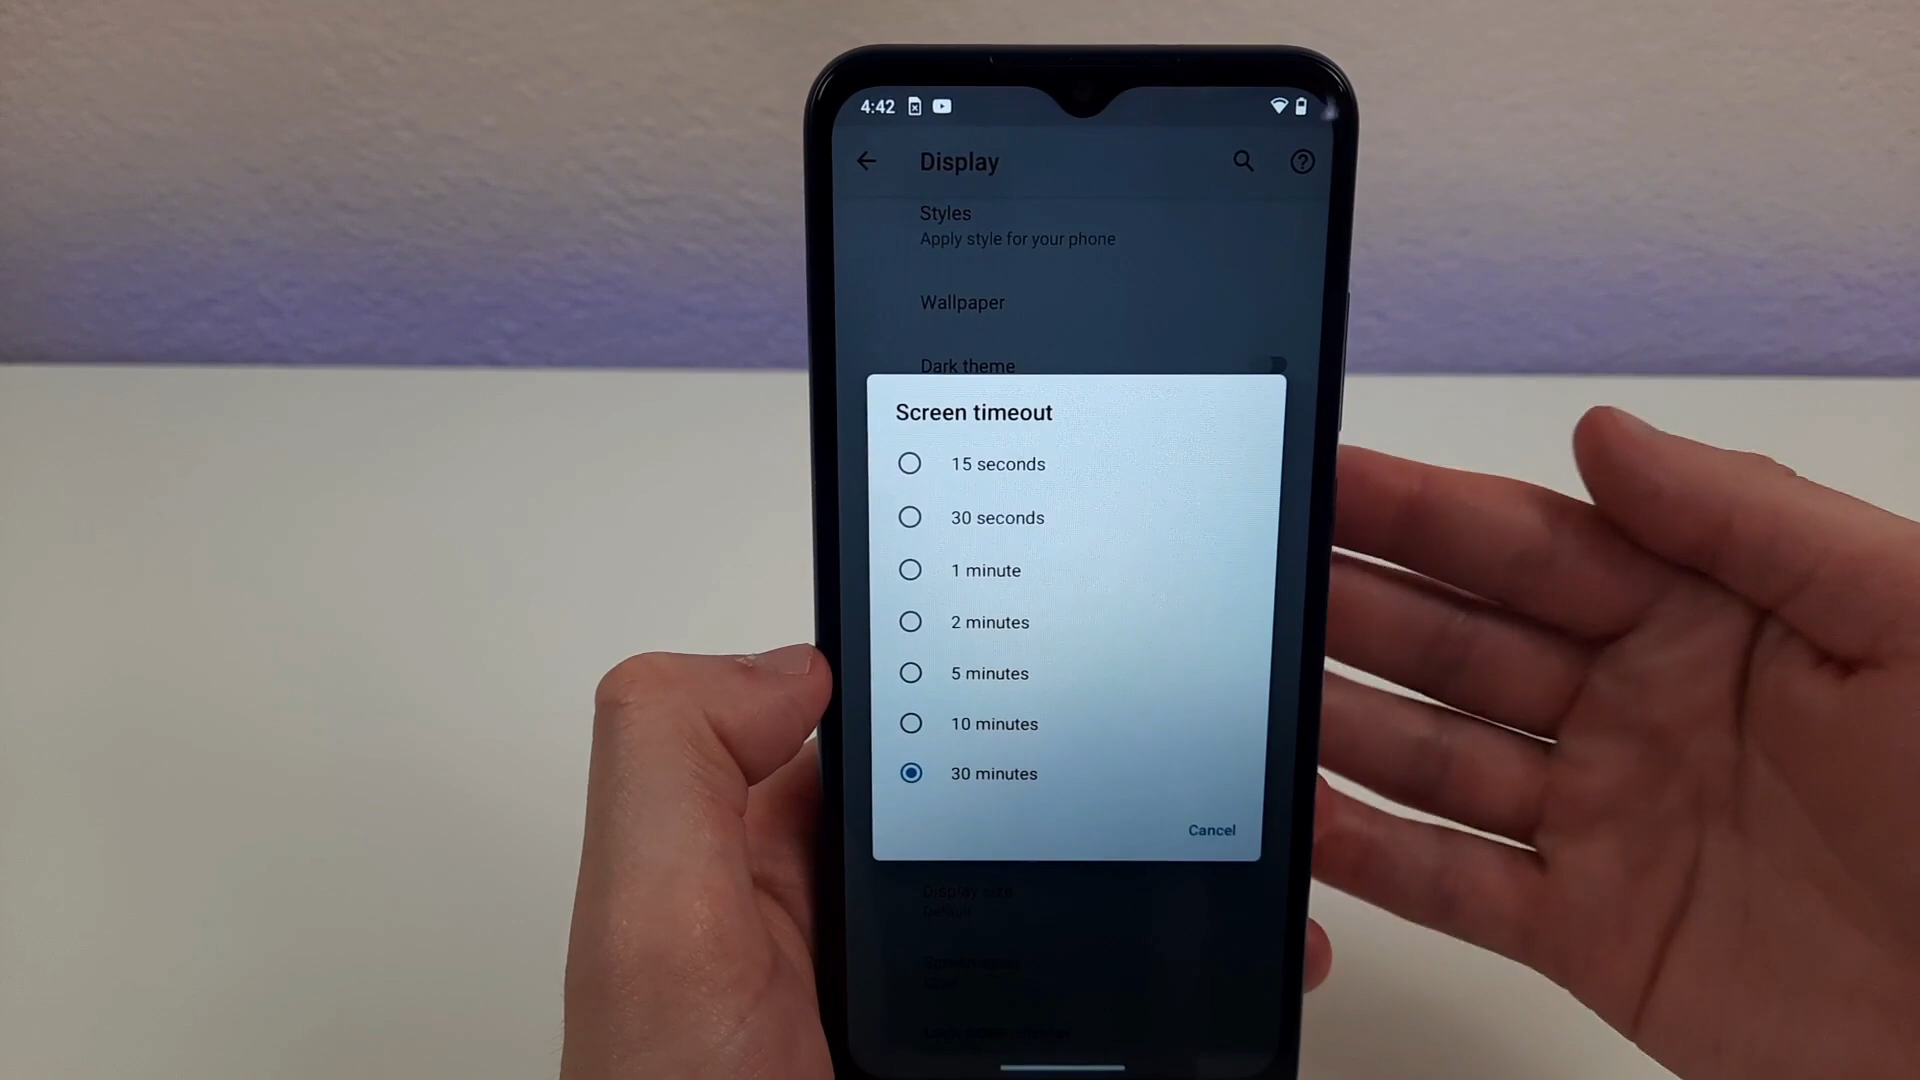 4:42
Display
Styles
Apply style for your phone
Wallpaper
Dark theme
Screen timeout
15 seconds
30 seconds
1 minute
2 minutes
5 minutes
10 minutes
30 minutes
Cancel
Display size
Default